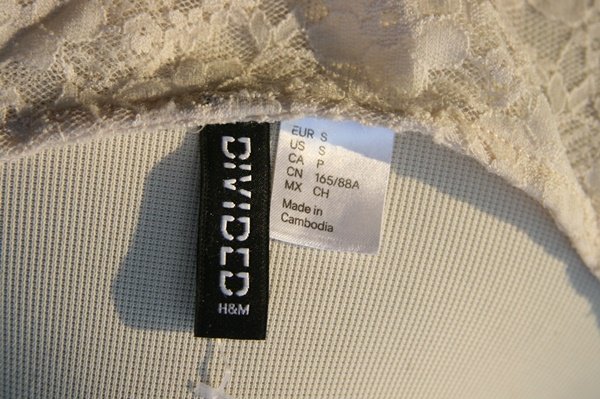 DIVIDED
H&M
EUR S
US S
CA P
CN 165/88A
MX CH
Made in
Cambodia